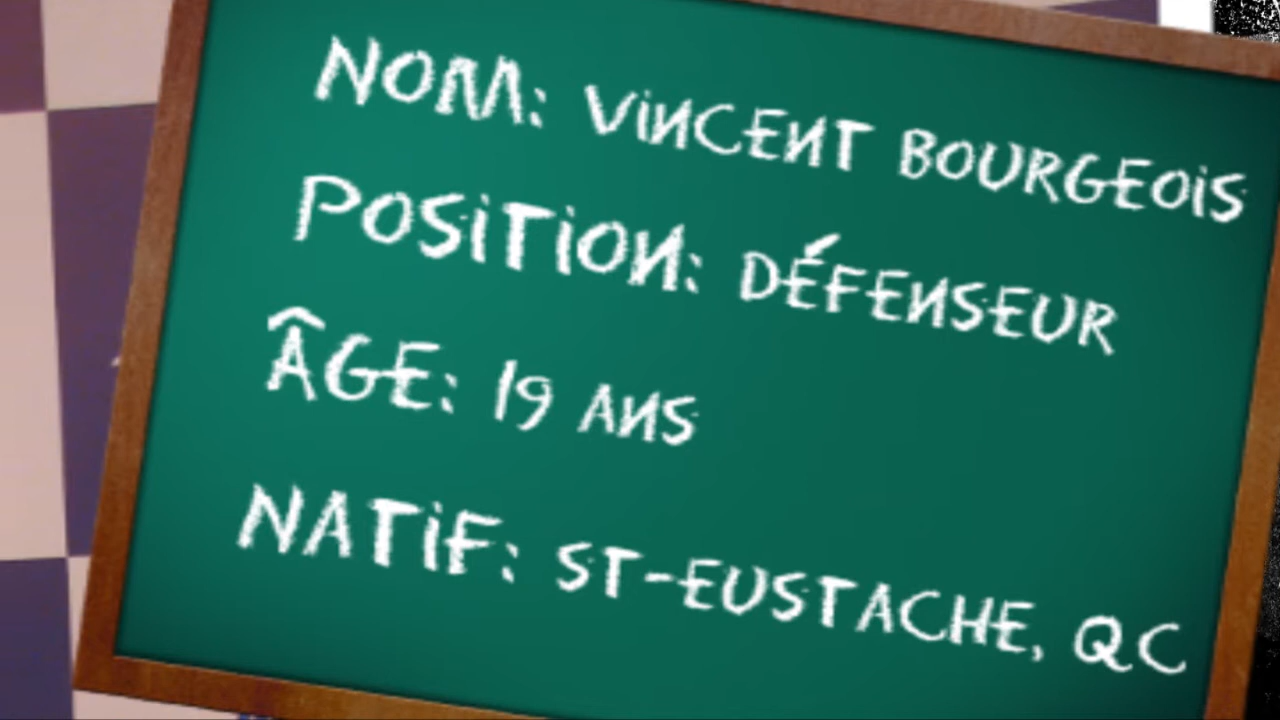 NOM: VINCENT BOURGEOIS
POSITION: DÉFENSEUR
ÂGE: 19 ANS
NATIF: ST-EUSTACHE, QC